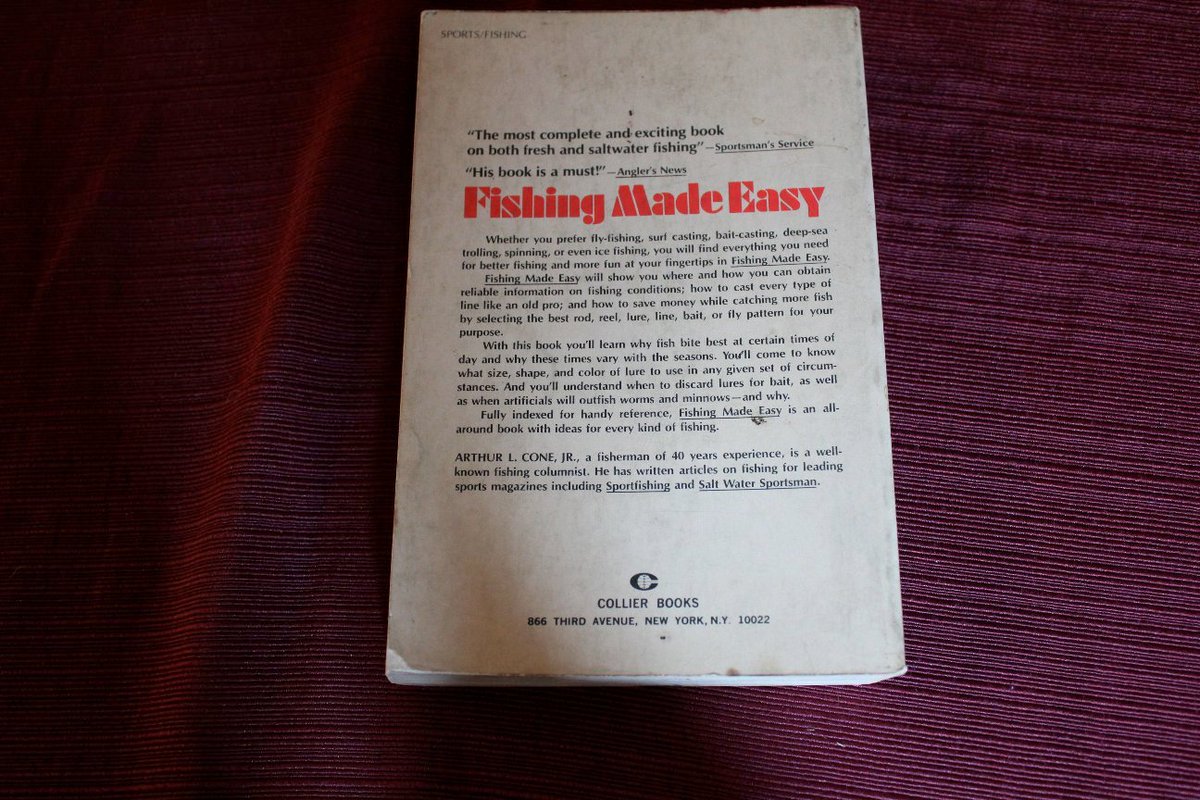 SPORTS/FISHING
"The most complete and exciting book
on both fresh and saltwater fishing"—Sportsman's Service
"His book is a must!"—Angler's News
Fishing Made Easy
Whether you prefer fly-fishing, surf casting, bait-casting, deep-sea
trolling, spinning, or even ice fishing, you will find everything you need
for better fishing and more fun at your fingertips in Fishing Made Easy.
Fishing Made Easy will show you where and how you can obtain
reliable information on fishing conditions; how to cast every type of
line like an old pro; and how to save money while catching more fish
by selecting the best rod, reel, lure, line, bait, or fly pattern for your
purpose.
With this book you'll learn why fish bite best at certain times of
day and why these times vary with the seasons. You'll come to know
what size, shape, and color of lure to use in any given set of circum-
stances. And you'll understand when to discard lures for bait, as well
as when artificials will outfish worms and minnows—and why.
Fully indexed for handy reference, Fishing Made Easy is an all-
around book with ideas for every kind of fishing.
ARTHUR L. CONE, JR., a fisherman of 40 years experience, is a well-
known fishing columnist. He has written articles on fishing for leading
sports magazines including Sportfishing and Salt Water Sportsman.
COLLIER BOOKS
866 THIRD AVENUE, NEW YORK, N.Y. 10022